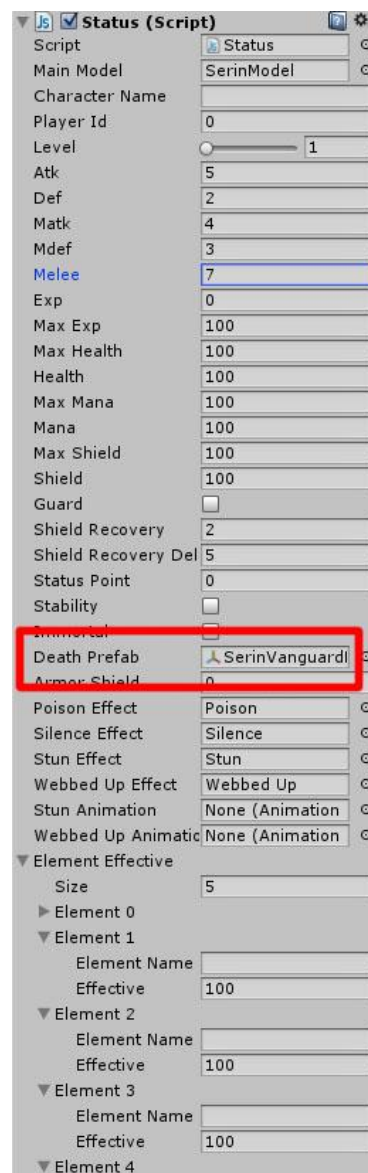 Status (Script)
Script Status
Main Model SerinModel
Character Name
Player Id 0
Level 1
Atk 5
Def 2
Matk 4
Mdef 3
Melee 7
Exp 0
Max Exp 100
Max Health 100
Health 100
Max Mana 100
Mana 100
Max Shield 100
Shield 100
Guard
Shield Recovery 2
Shield Recovery Del 5
Status Point 0
Stability
Immortal
Death Prefab SerinVanguard
Armor Shield 0
Poison Effect Poison
Silence Effect Silence
Stun Effect Stun
Webbed Up Effect Webbed Up
Stun Animation None (Animation
Webbed Up Animatic None (Animation
Element Effective
Size 5
Element 0
Element 1
Element Name
Effective 100
Element 2
Element Name
Effective 100
Element 3
Element Name
Effective 100
Element 4